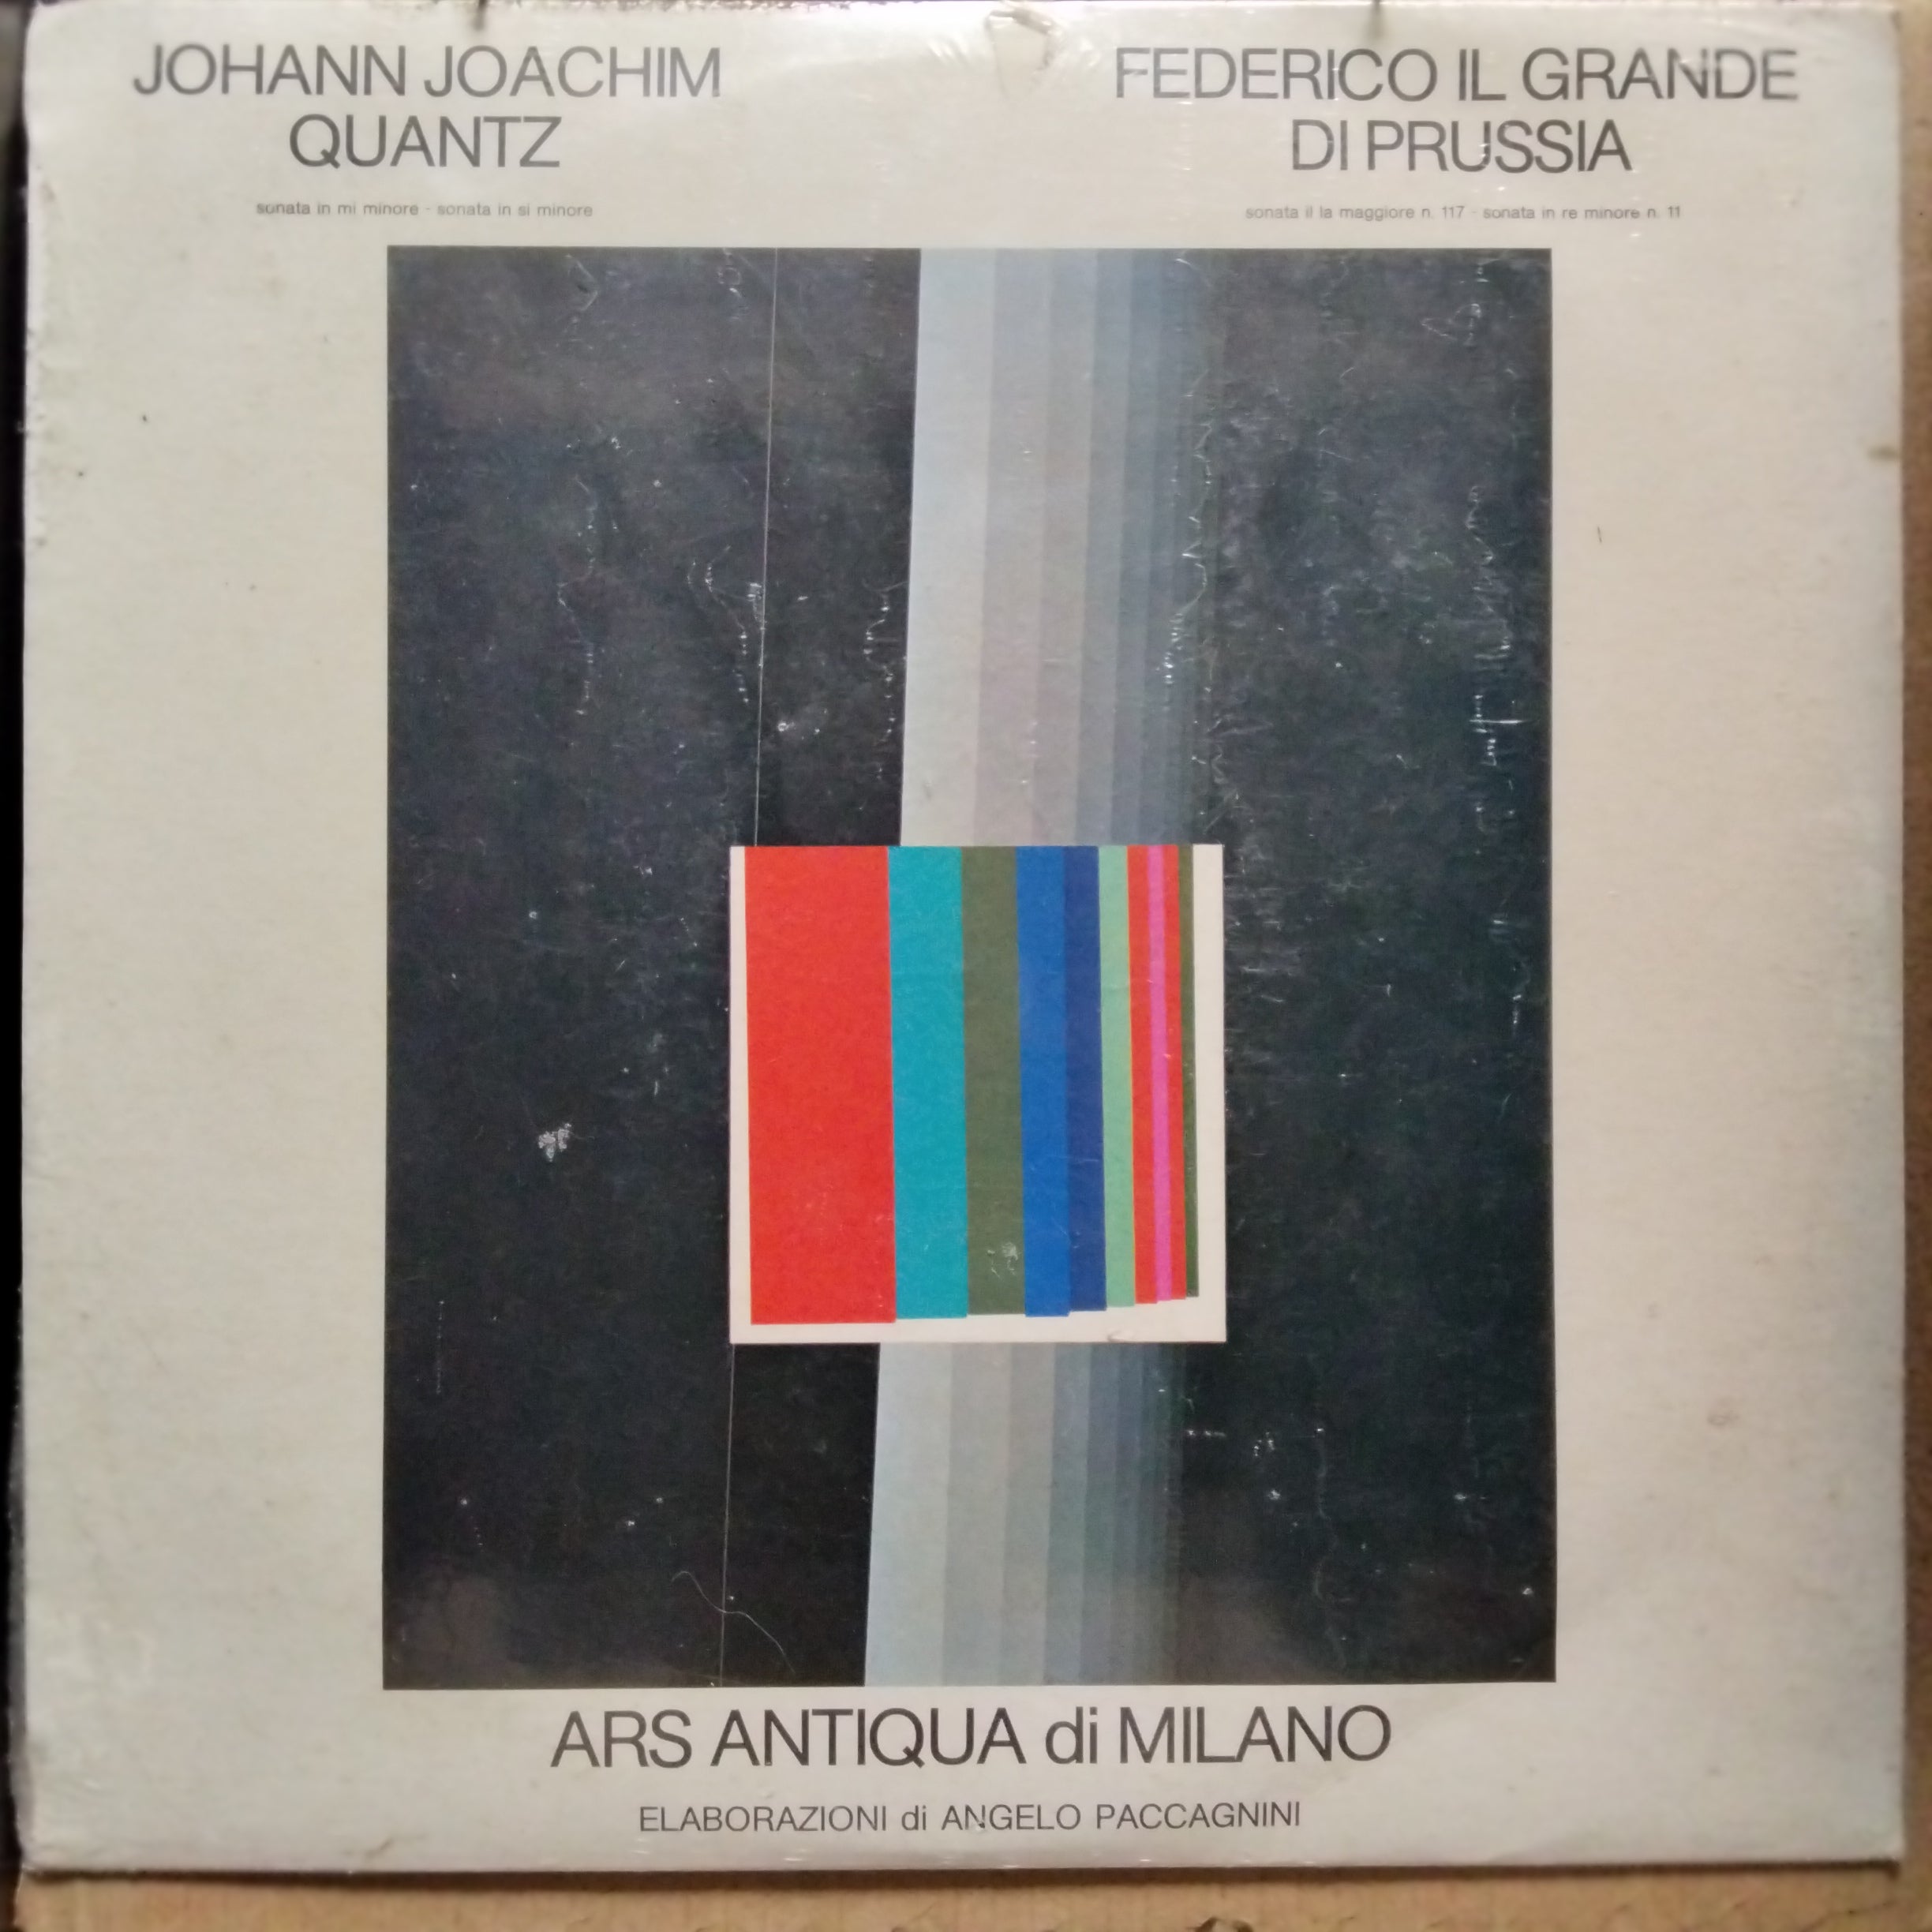 JOHANN JOACHIM
QUANTZ
sonata in mi minore - sonata in si minore
FEDERICO IL GRANDE
DI PRUSSIA
sonata il la maggiore n. 117 - sonata in re minore n. 11
ARS ANTIQUA di MILANO
ELABORAZIONI di ANGELO PACCAGNINI